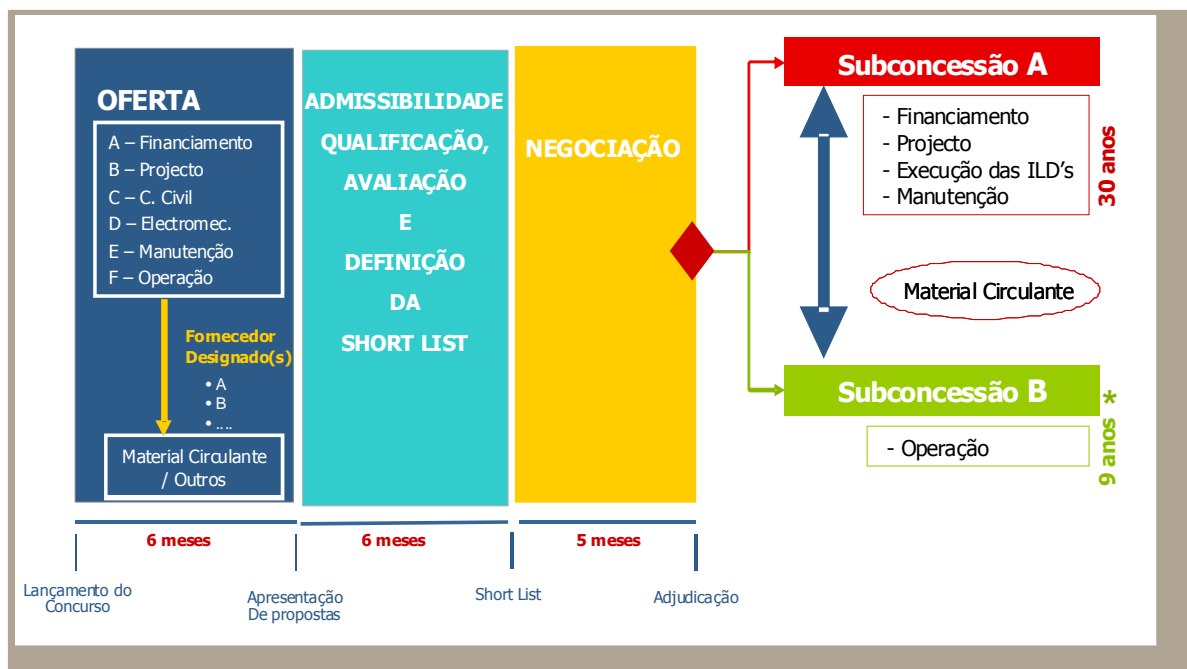 OFERTA
A – Financiamento
B – Projecto
C – C. Civil
D – Electromec.
E – Manutenção
F – Operação
Fornecedor
Designado(s)
• A
• B
• ....
Material Circulante
/ Outros
ADMISSIBILIDADE
QUALIFICAÇÃO,
AVALIAÇÃO
E
DEFINIÇÃO
DA
SHORT LIST
NEGOCIAÇÃO
Subconcessão A
- Financiamento
- Projecto
- Execução das ILD's
- Manutenção
30 anos
Material Circulante
Subconcessão B
- Operação
9 anos *
6 meses
6 meses
5 meses
Lançamento do
Concurso
Apresentação
De propostas
Short List
Adjudicação